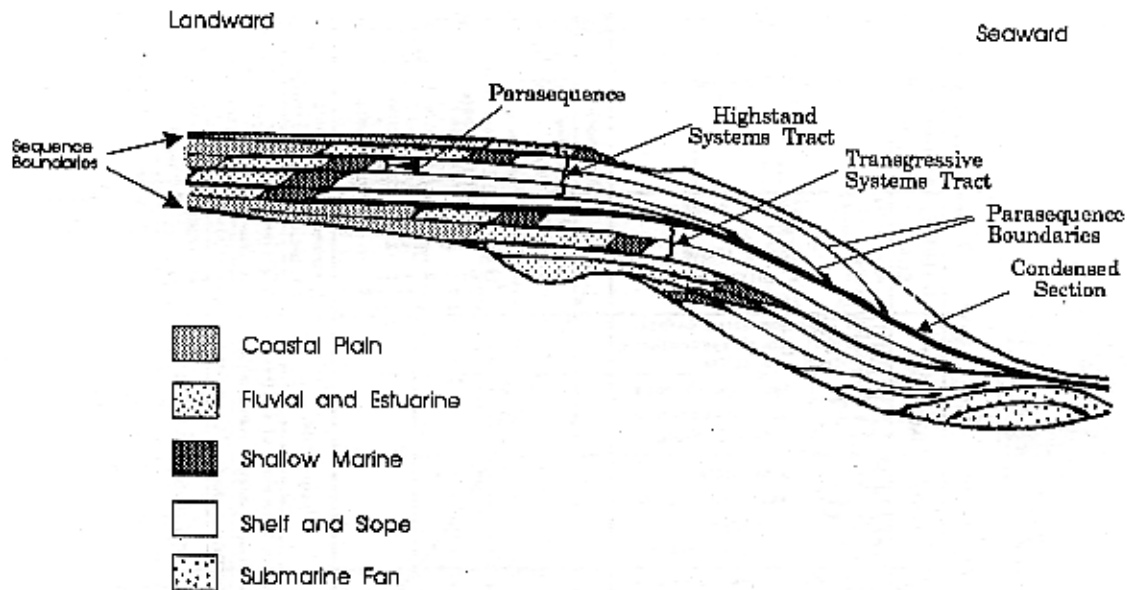 Landward
Seaward
Parasequence
Highstand
Systems Tract
Sequence
Boundaries
Transgressive
Systems Tract
Parasequence
Boundaries
Condensed
Section
Coastal Plain
Fluvial and Estuarine
Shallow Marine
Shelf and Slope
Submarine Fan